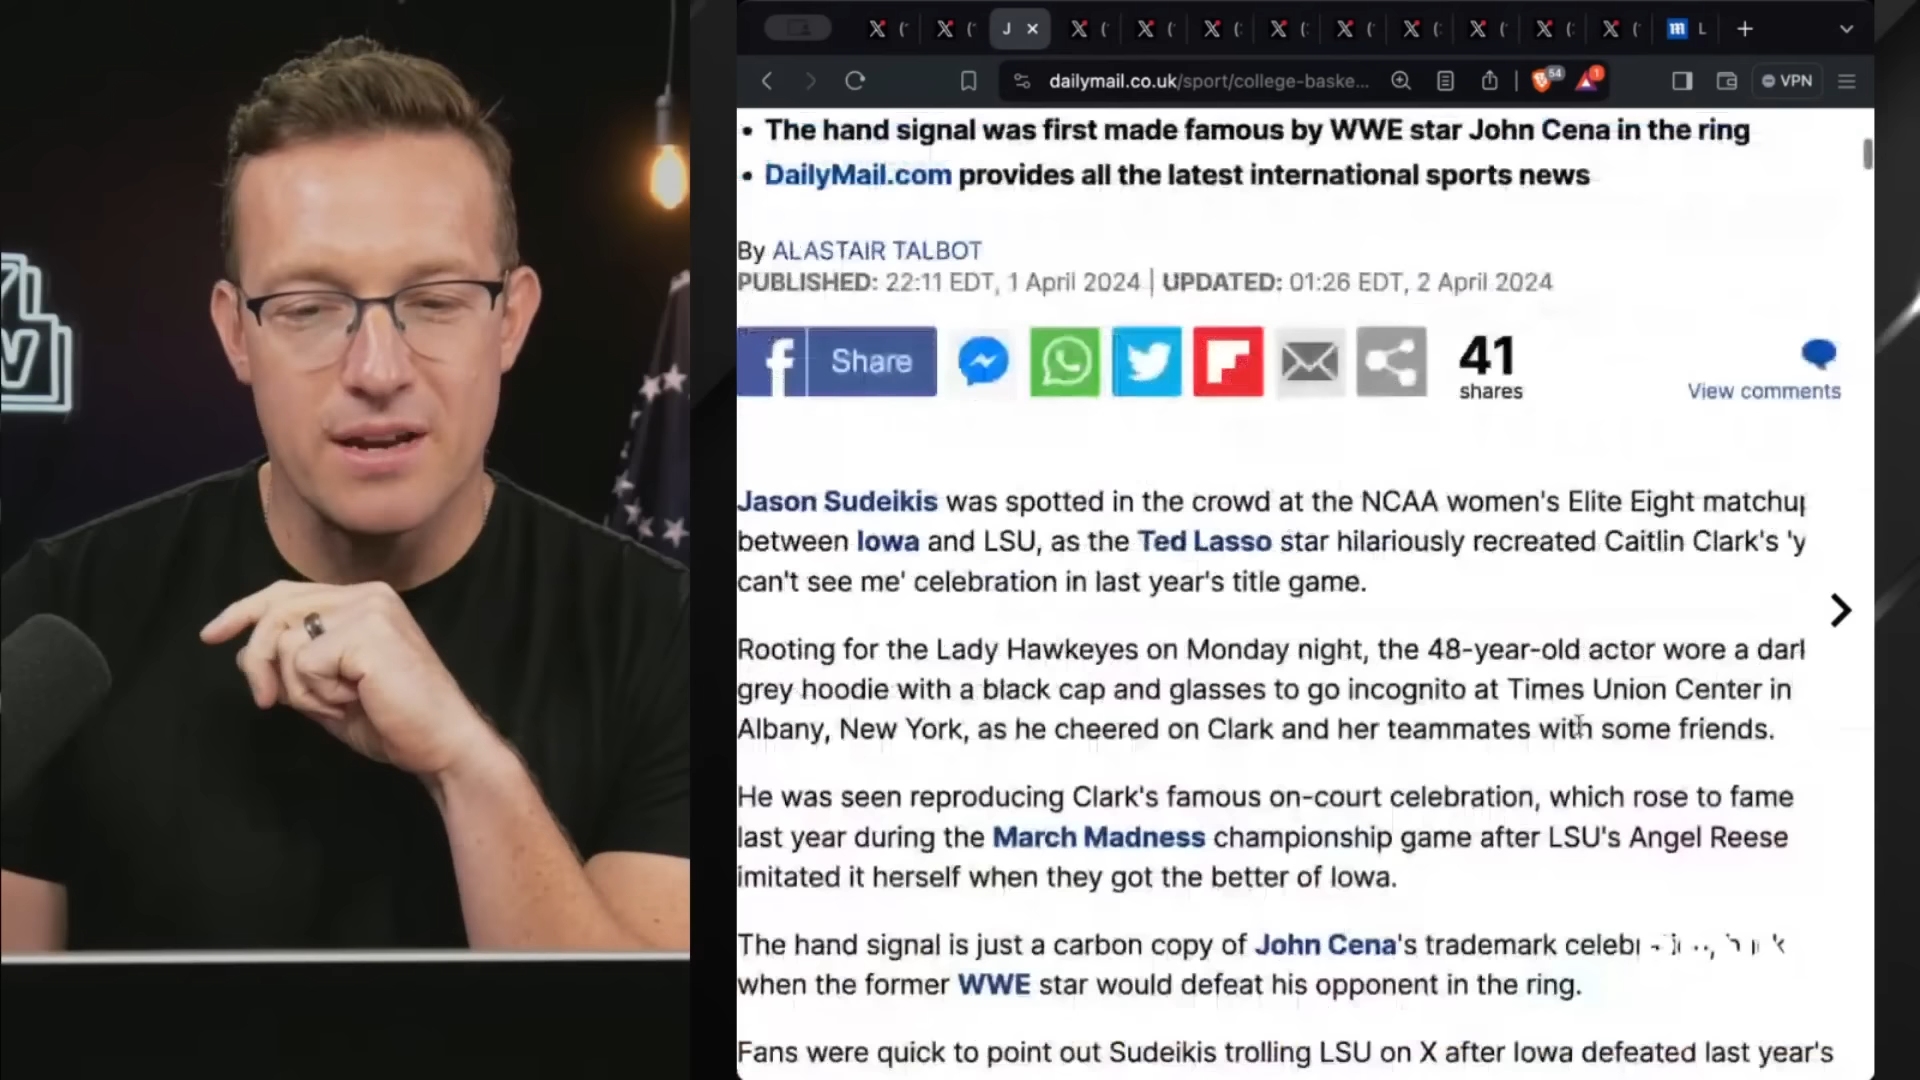 dailymail.co.uk/sport/college-baske...
54
1
VPN
J
L
• The hand signal was first made famous by WWE star John Cena in the ring
• DailyMail.com provides all the latest international sports news
By ALASTAIR TALBOT
PUBLISHED: 22:11 EDT, 1 April 2024 | UPDATED: 01:26 EDT, 2 April 2024
Share
41
shares
View comments
Jason Sudeikis was spotted in the crowd at the NCAA women's Elite Eight matchup
between Iowa and LSU, as the Ted Lasso star hilariously recreated Caitlin Clark's 'y
can't see me' celebration in last year's title game.
Rooting for the Lady Hawkeyes on Monday night, the 48-year-old actor wore a dark
grey hoodie with a black cap and glasses to go incognito at Times Union Center in
Albany, New York, as he cheered on Clark and her teammates with some friends.
He was seen reproducing Clark's famous on-court celebration, which rose to fame
last year during the March Madness championship game after LSU's Angel Reese
imitated it herself when they got the better of Iowa.
The hand signal is just a carbon copy of John Cena's trademark
when the former WWE star would defeat his opponent in the ring.
Fans were quick to point out Sudeikis trolling LSU on X after Iowa defeated last year's